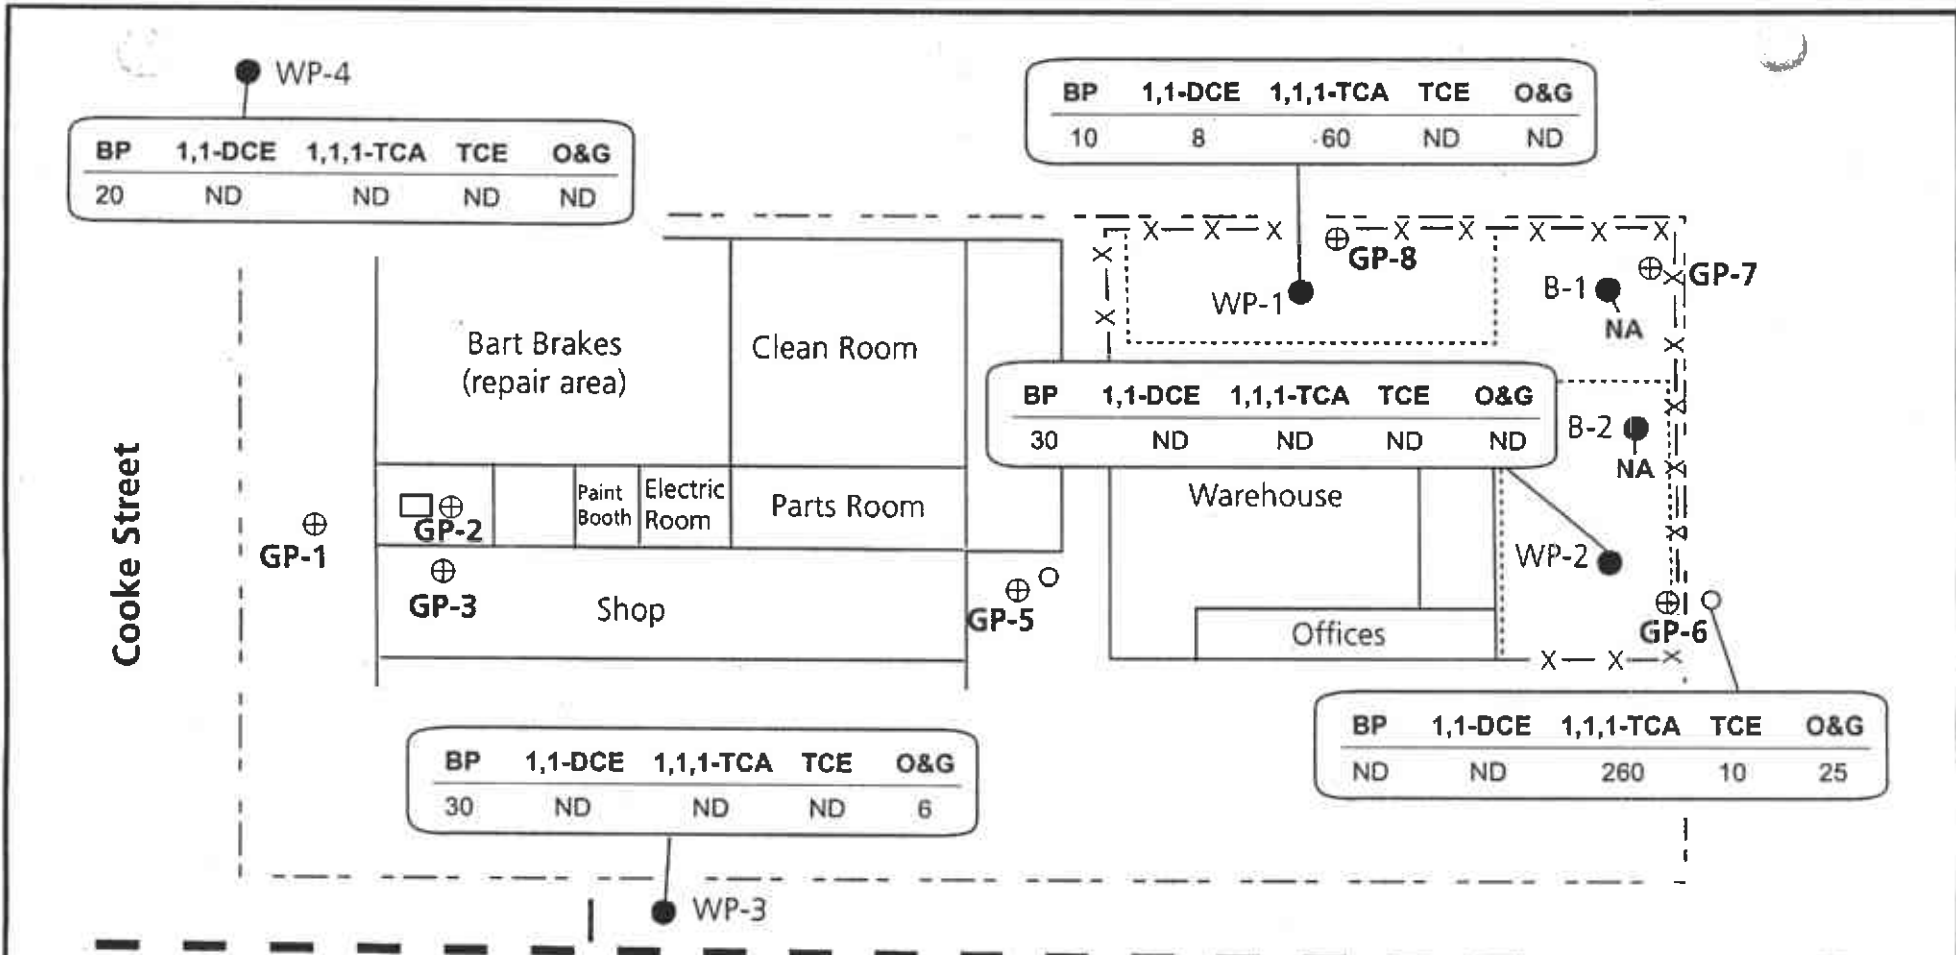 WP-4
BP 1,1-DCE 1,1,1-TCA TCE O&G
20 ND ND ND ND
BP 1,1-DCE 1,1,1-TCA TCE O&G
10 8 60 ND ND
GP-8
GP-7
WP-1
B-1
NA
Bart Brakes
(repair area)
Clean Room
BP 1,1-DCE 1,1,1-TCA TCE O&G
30 ND ND ND ND
B-2
NA
Cooke Street
GP-1
GP-2
Paint
Booth
Electric
Room
Parts Room
Warehouse
WP-2
GP-3
Shop
GP-5
Offices
GP-6
BP 1,1-DCE 1,1,1-TCA TCE O&G
ND ND 260 10 25
BP 1,1-DCE 1,1,1-TCA TCE O&G
30 ND ND ND 6
WP-3